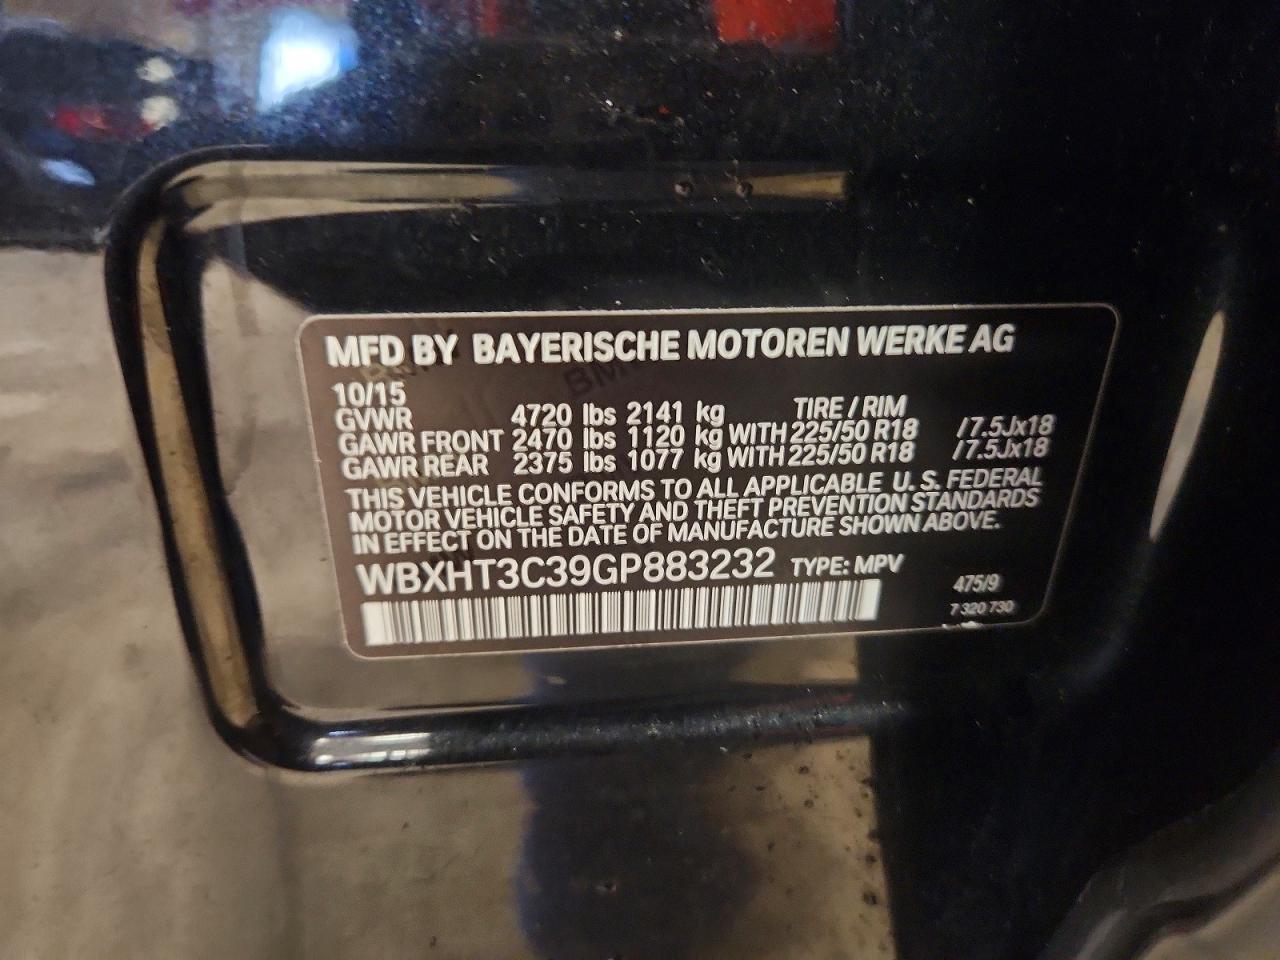 MFD BY BAYERISCHE MOTOREN WERKE AG
10/15
TIRE / RIM
GVWR 4720 lbs 2141 kg
GAWR FRONT 2470 lbs 1120 kg WITH 225/50 R18 /7.5Jx18
GAWR REAR 2375 lbs 1077 kg WITH 225/50 R18 /7.5Jx18
THIS VEHICLE CONFORMS TO ALL APPLICABLE U. S. FEDERAL
MOTOR VEHICLE SAFETY AND THEFT PREVENTION STANDARDS
IN EFFECT ON THE DATE OF MANUFACTURE SHOWN ABOVE.
WBXHT3C39GP883232 TYPE: MPV
475/9
7 320 730